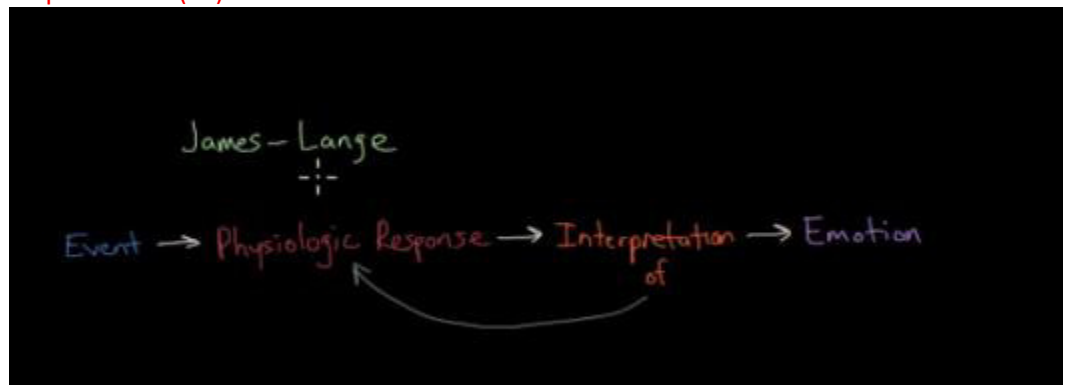 James - Lange
Event → Physiologic Response → Interpretation → Emotion
of